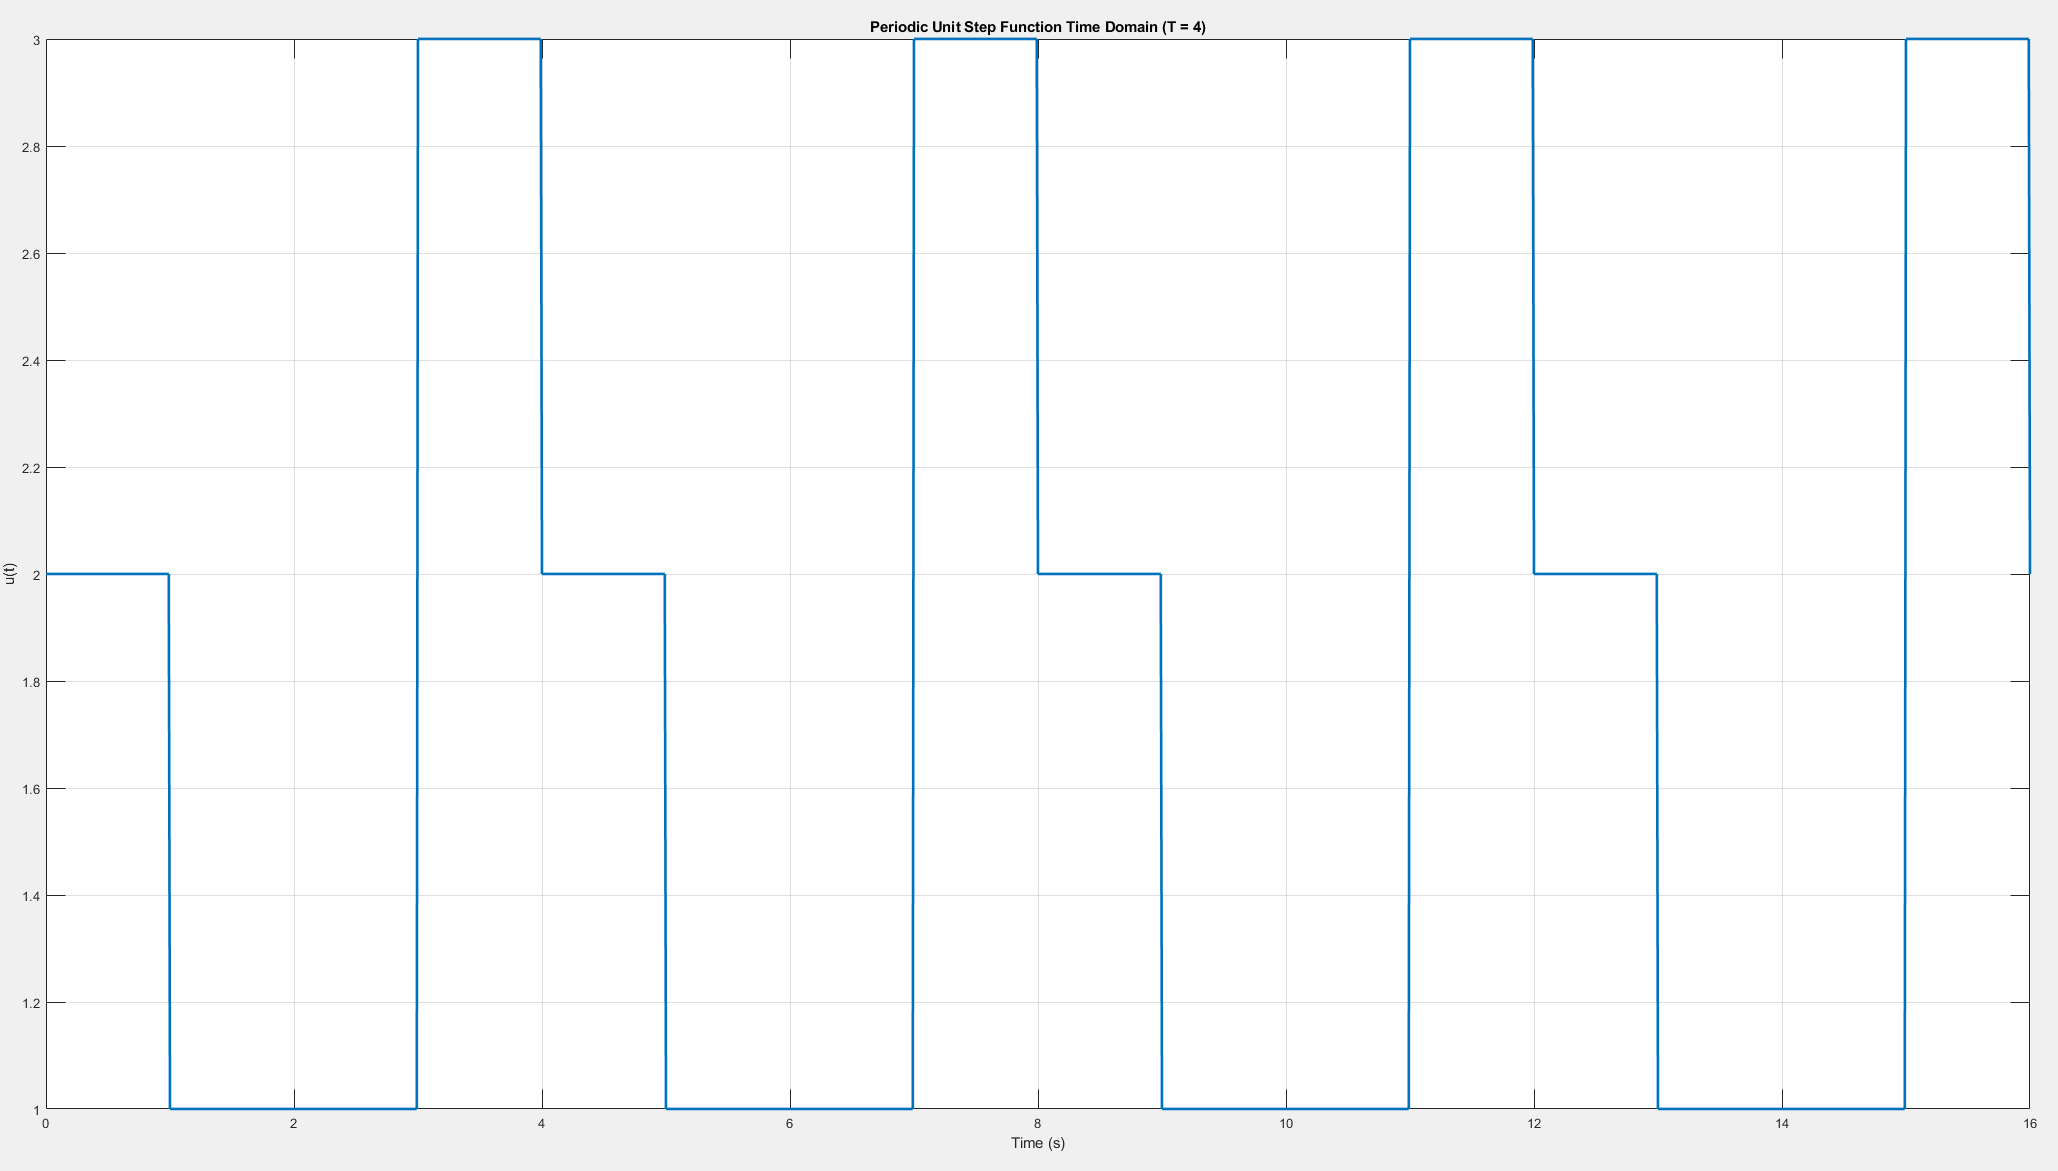 Periodic Unit Step Function Time Domain (T = 4)
3
2.8
2.6
2.4
2.2
2
1.8
1.6
1.4
1.2
1
u(t)
0 2 4 6 8 10 12 14 16
Time (s)